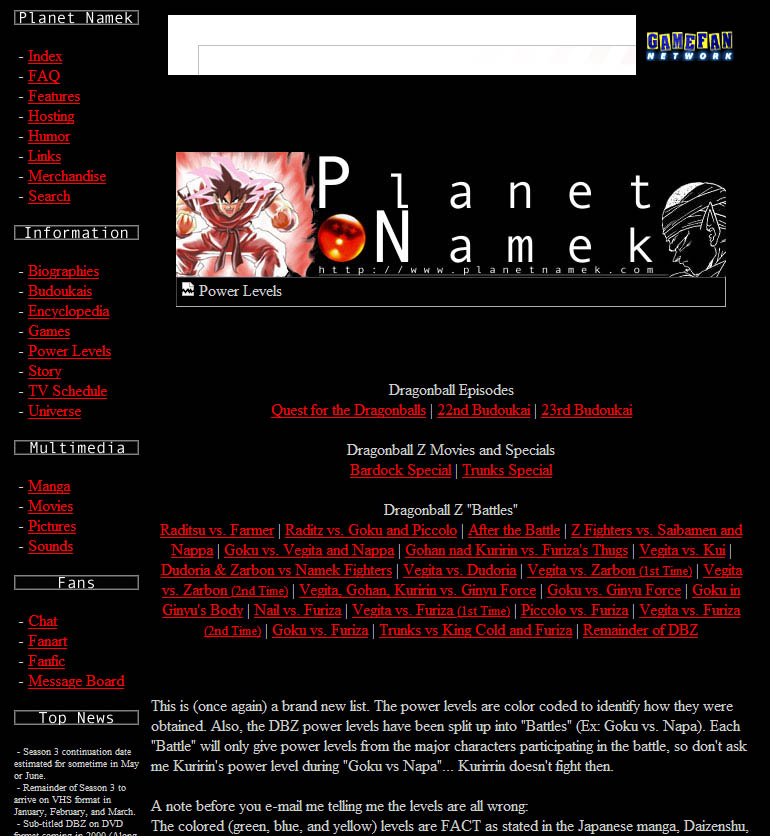 Planet Namek
- Index
- FAQ
- Features
- Hosting
- Humor
- Links
- Merchandise
- Search
Information
- Biographies
- Budoukais
- Encyclopedia
- Games
- Power Levels
- Story
- TV Schedule
- Universe
Multimedia
- Manga
- Movies
- Pictures
- Sounds
Fans
- Chat
- Fanart
- Fanfic
- Message Board
Top News
- Season 3 continuation date
estimated for sometime in May
or June.
- Remainder of Season 3 to
arrive on VHS format in
January, February, and March.
- Sub-titled DBZ on DVD
format coming in 2000 (Along
GAMEFAN
NETWORK
Planet
Namek
http://www.planetnamek.com
Power Levels
Dragonball Episodes
Quest for the Dragonballs | 22nd Budoukai | 23rd Budoukai
Dragonball Z Movies and Specials
Bardock Special | Trunks Special
Dragonball Z "Battles"
Raditsu vs. Farmer | Raditz vs. Goku and Piccolo | After the Battle | Z Fighters vs. Saibamen and
Nappa | Goku vs. Vegita and Nappa | Gohan nad Kuririn vs. Furiza's Thugs | Vegita vs. Kui |
Dudoria & Zarbon vs Namek Fighters | Vegita vs. Dudoria | Vegita vs. Zarbon (1st Time) | Vegita
vs. Zarbon (2nd Time) | Vegita, Gohan, Kuririn vs. Ginyu Force | Goku vs. Ginyu Force | Goku in
Ginyu's Body | Nail vs. Furiza | Vegita vs. Furiza (1st Time) | Piccolo vs. Furiza | Vegita vs. Furiza
(2nd Time) | Goku vs. Furiza | Trunks vs King Cold and Furiza | Remainder of DBZ
This is (once again) a brand new list. The power levels are color coded to identify how they were
obtained. Also, the DBZ power levels have been split up into "Battles" (Ex: Goku vs. Napa). Each
"Battle" will only give power levels from the major characters participating in the battle, so don't ask
me Kuririn's power level during "Goku vs Napa"... Kurirrin doesn't fight then.
A note before you e-mail me telling me the levels are all wrong:
The colored (green, blue, and yellow) levels are FACT as stated in the Japanese manga, Daizenshu,